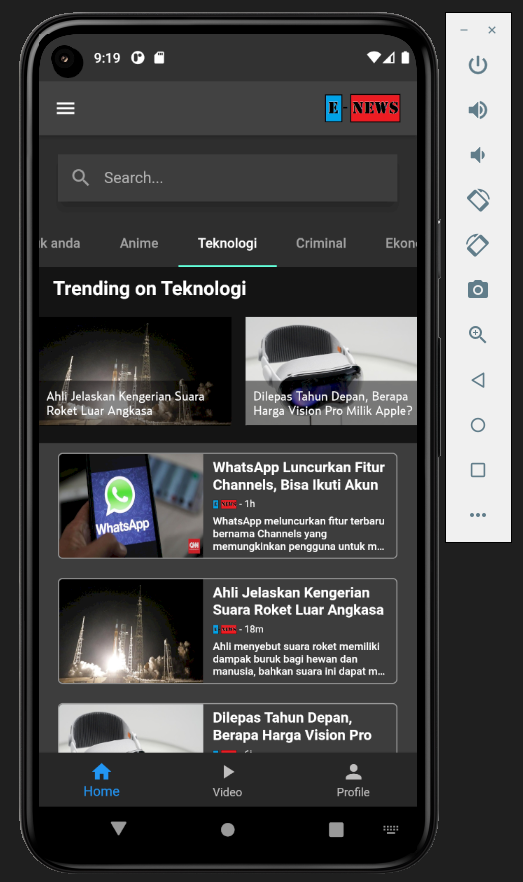 9:19
E-NEWS
Search...
k anda
Anime
Teknologi
Criminal
Ekon
Trending on Teknologi
Ahli Jelaskan Kengerian Suara
Roket Luar Angkasa
Dilepas Tahun Depan, Berapa
Harga Vision Pro Milik Apple?
WhatsApp
CNN
WhatsApp Luncurkan Fitur
Channels, Bisa Ikuti Akun
E-NEWS - 1h
WhatsApp meluncurkan fitur terbaru
bernama Channels yang
memungkinkan pengguna untuk m...
Ahli Jelaskan Kengerian
Suara Roket Luar Angkasa
E-NEWS - 18m
Ahli menyebut suara roket memiliki
dampak buruk bagi hewan dan
manusia, bahkan suara ini dapat m...
Dilepas Tahun Depan,
Berapa Harga Vision Pro
Home
Video
Profile